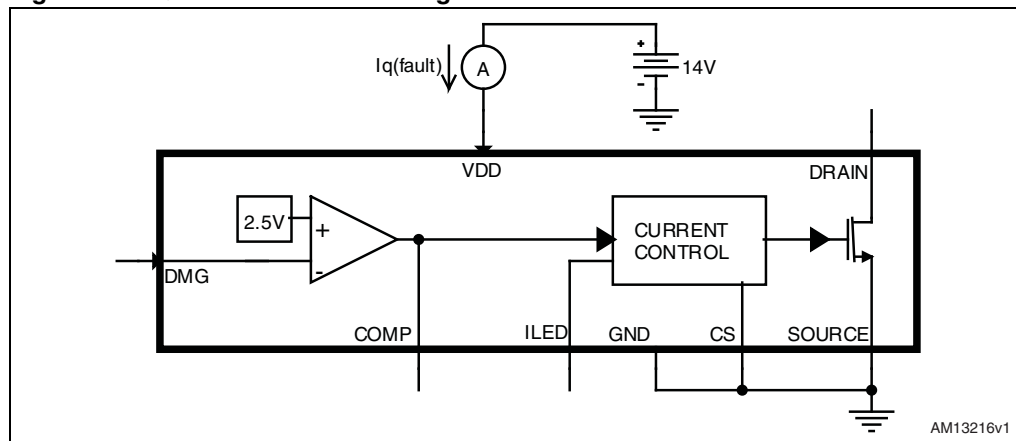 Iq(fault)
A
+
-
14V
VDD
DRAIN
2.5V
+
-
CURRENT
CONTROL
DMG
COMP
ILED
GND
CS
SOURCE
AM13216v1